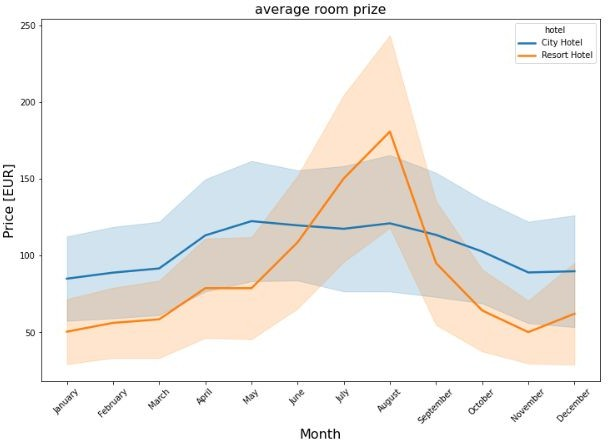 average room prize
hotel
City Hotel
Resort Hotel
Price [EUR]
250
200
150
100
50
January
February
March
April
May
June
July
August
September
October
November
December
Month